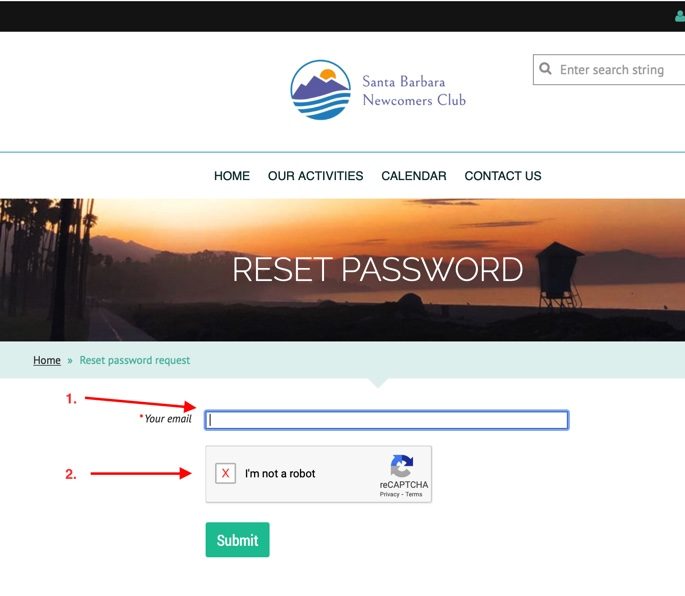 Santa Barbara
Newcomers Club
Enter search string
HOME OUR ACTIVITIES CALENDAR CONTACT US
RESET PASSWORD
Home » Reset password request
1.
* Your email
2.
X I'm not a robot
reCAPTCHA
Privacy - Terms
Submit